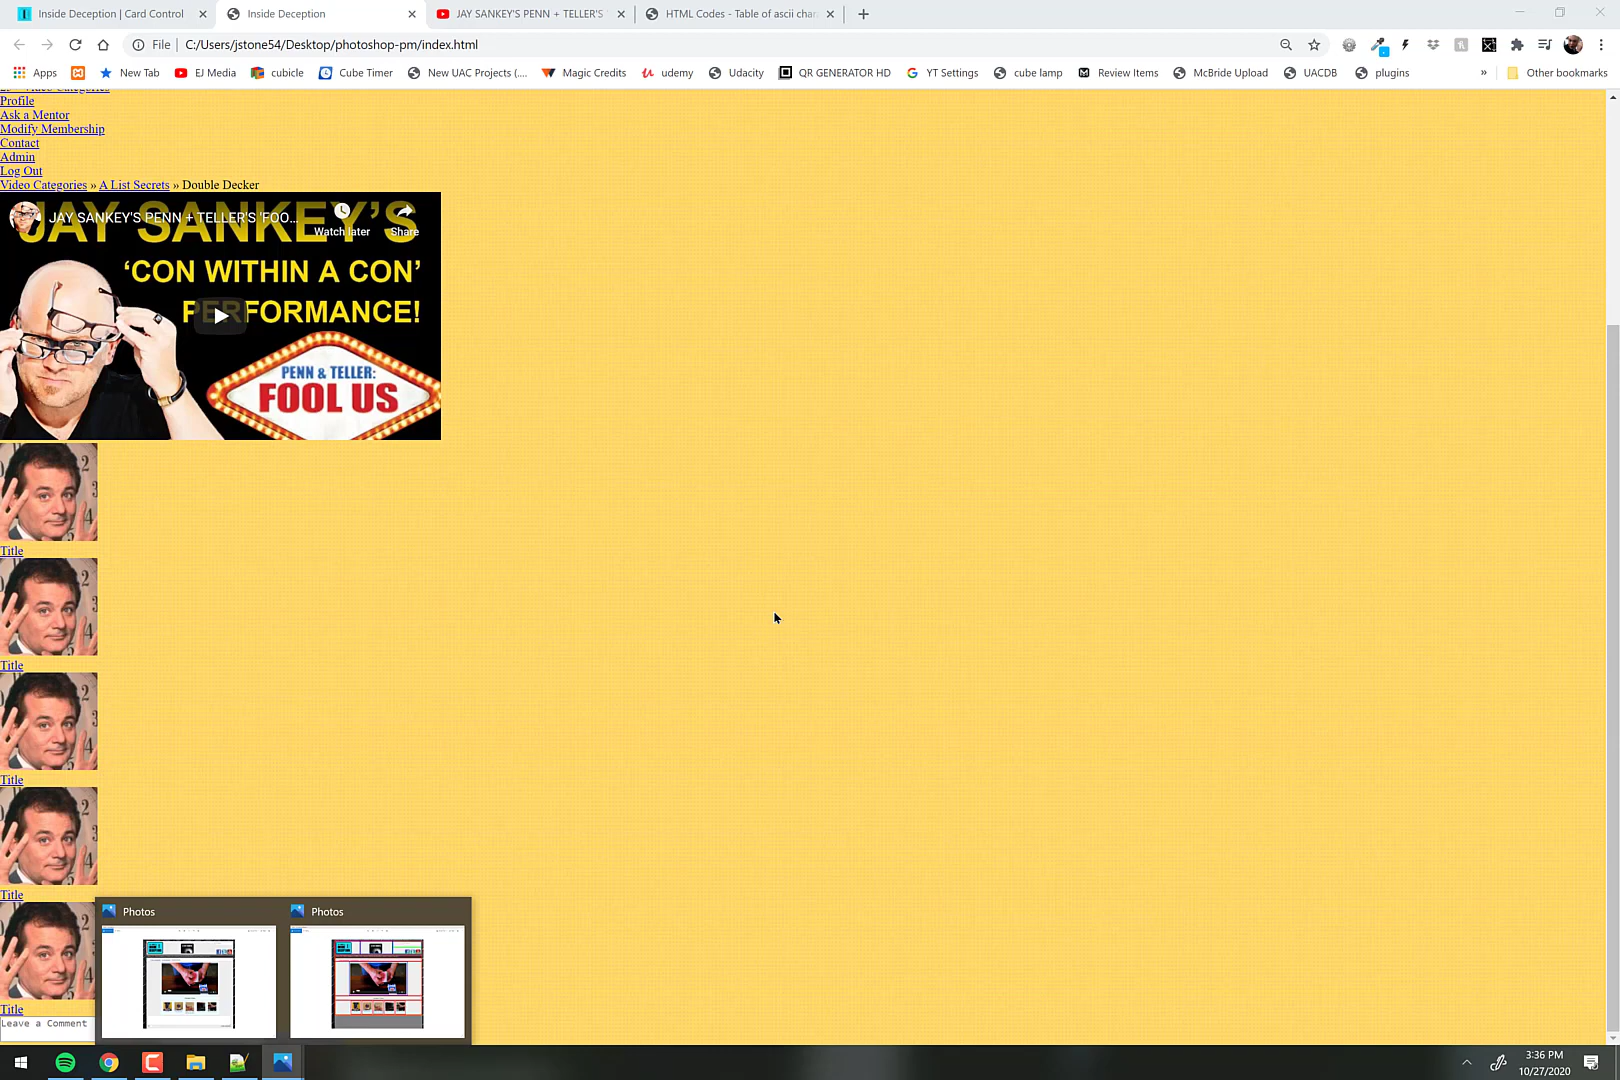 Inside Deception | Card Control
Inside Deception
JAY SANKEY'S PENN + TELLER'S
HTML Codes - Table of ascii char
File
C:/Users/jstone54/Desktop/photoshop-pm/index.html
Apps
New Tab
EJ Media
cubicle
Cube Timer
New UAC Projects (....
Magic Credits
udemy
Udacity
QR GENERATOR HD
YT Settings
cube lamp
Review Items
McBride Upload
UACDB
plugins
»
Other bookmarks
Profile
Ask a Mentor
Modify Membership
Contact
Admin
Log Out
Video Categories » A List Secrets » Double Decker
JAY SANKEY'S PENN + TELLER'S 'FOO...
Watch later
Share
JAY SANKEY'S
'CON WITHIN A CON'
PERFORMANCE!
PENN & TELLER:
FOOL US
Title
Title
Title
Title
Title
Leave a Comment
Photos
Photos
3:36 PM
10/27/2020